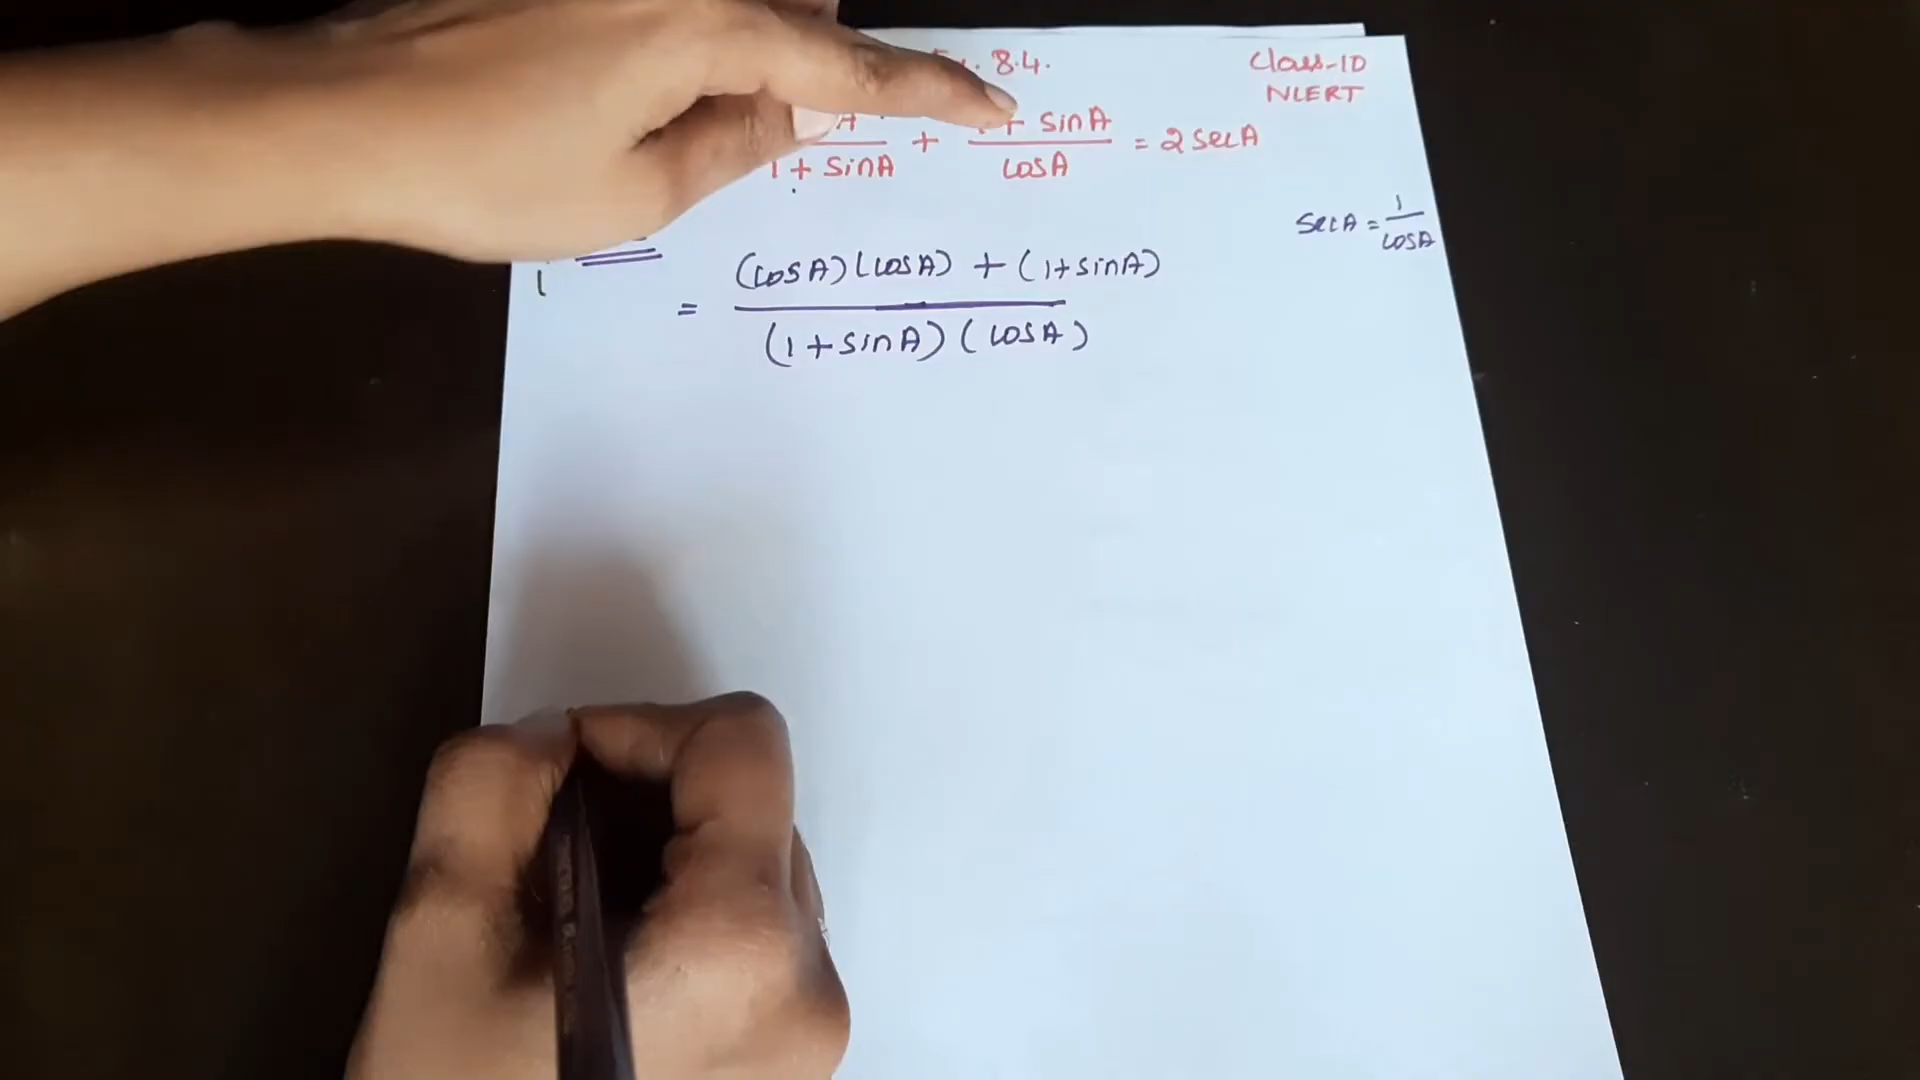 8.4.
Class-10
NCERT
A
1 + sinA + + sinA / cosA = 2 secA
secA = 1 / cosA
= (cosA)(cosA) + (1+sinA) / (1+sinA)(cosA)